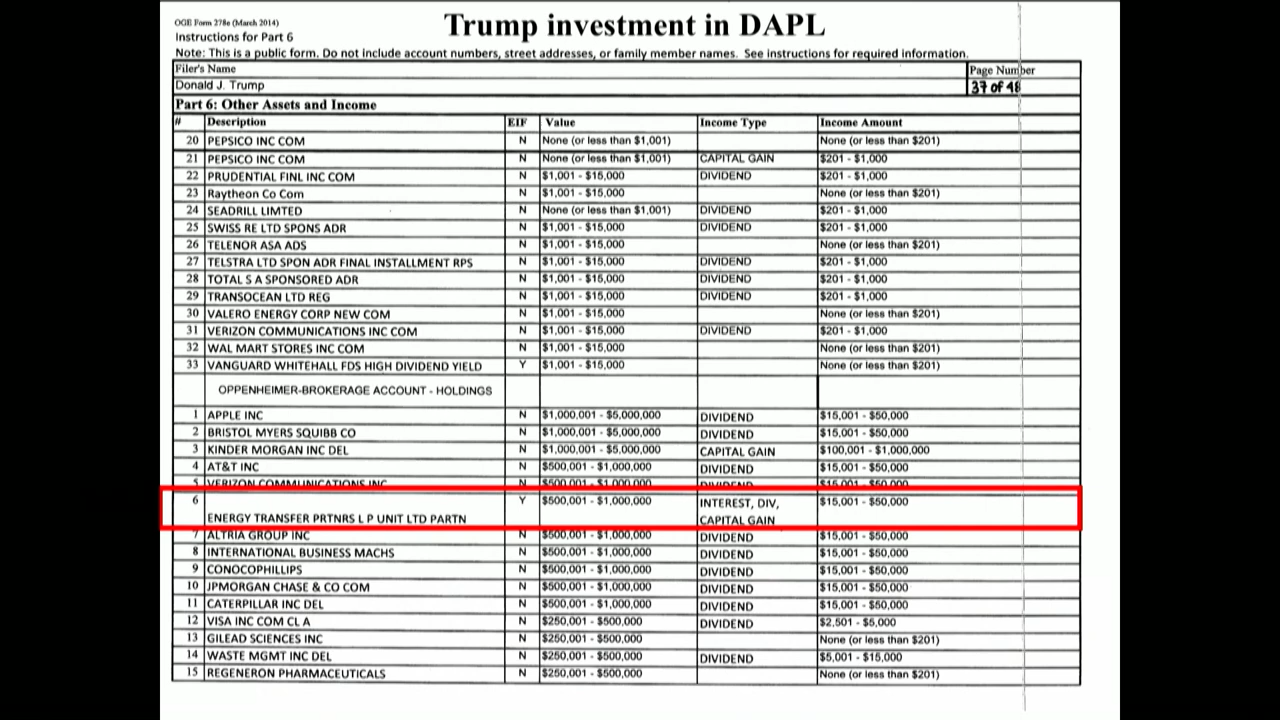 Trump investment in DAPL
OGE Form 278e (March 2014)
Instructions for Part 6
Note: This is a public form. Do not include account numbers, street addresses, or family member names. See instructions for required information.
Filer's Name Page Number
Donald J. Trump 37 of 48
Part 6: Other Assets and Income
# Description EIF Value Income Type Income Amount
20 PEPSICO INC COM N None (or less than $1,001) None (or less than $201)
21 PEPSICO INC COM N None (or less than $1,001) CAPITAL GAIN $201 - $1,000
22 PRUDENTIAL FINL INC COM N $1,001 - $15,000 DIVIDEND $201 - $1,000
23 Raytheon Co Com N $1,001 - $15,000 None (or less than $201)
24 SEADRILL LIMTED N None (or less than $1,001) DIVIDEND $201 - $1,000
25 SWISS RE LTD SPONS ADR N $1,001 - $15,000 DIVIDEND $201 - $1,000
26 TELENOR ASA ADS N $1,001 - $15,000 None (or less than $201)
27 TELSTRA LTD SPON ADR FINAL INSTALLMENT RPS N $1,001 - $15,000 DIVIDEND $201 - $1,000
28 TOTAL S A SPONSORED ADR N $1,001 - $15,000 DIVIDEND $201 - $1,000
29 TRANSOCEAN LTD REG N $1,001 - $15,000 DIVIDEND $201 - $1,000
30 VALERO ENERGY CORP NEW COM N $1,001 - $15,000 None (or less than $201)
31 VERIZON COMMUNICATIONS INC COM N $1,001 - $15,000 DIVIDEND $201 - $1,000
32 WAL MART STORES INC COM N $1,001 - $15,000 None (or less than $201)
33 VANGUARD WHITEHALL FDS HIGH DIVIDEND YIELD Y $1,001 - $15,000 None (or less than $201)
OPPENHEIMER-BROKERAGE ACCOUNT - HOLDINGS
1 APPLE INC N $1,000,001 - $5,000,000 DIVIDEND $15,001 - $50,000
2 BRISTOL MYERS SQUIBB CO N $1,000,001 - $5,000,000 DIVIDEND $15,001 - $50,000
3 KINDER MORGAN INC DEL N $1,000,001 - $5,000,000 CAPITAL GAIN $100,001 - $1,000,000
4 AT&T INC N $500,001 - $1,000,000 DIVIDEND $15,001 - $50,000
5 VERIZON COMMUNICATIONS INC N $500,001 - $1,000,000 DIVIDEND $15,001 - $50,000
6 Y $500,001 - $1,000,000 INTEREST, DIV, $15,001 - $50,000
ENERGY TRANSFER PRTNRS L P UNIT LTD PARTN CAPITAL GAIN
7 ALTRIA GROUP INC N $500,001 - $1,000,000 DIVIDEND $15,001 - $50,000
8 INTERNATIONAL BUSINESS MACHS N $500,001 - $1,000,000 DIVIDEND $15,001 - $50,000
9 CONOCOPHILLIPS N $500,001 - $1,000,000 DIVIDEND $15,001 - $50,000
10 JPMORGAN CHASE & CO COM N $500,001 - $1,000,000 DIVIDEND $15,001 - $50,000
11 CATERPILLAR INC DEL N $500,001 - $1,000,000 DIVIDEND $15,001 - $50,000
12 VISA INC COM CL A N $250,001 - $500,000 DIVIDEND $2,501 - $5,000
13 GILEAD SCIENCES INC N $250,001 - $500,000 None (or less than $201)
14 WASTE MGMT INC DEL N $250,001 - $500,000 DIVIDEND $5,001 - $15,000
15 REGENERON PHARMACEUTICALS N $250,001 - $500,000 None (or less than $201)